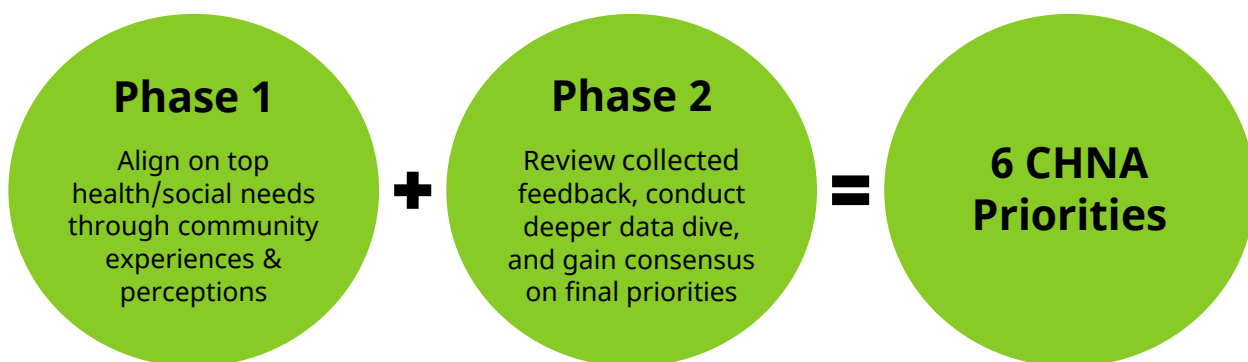 Phase 1
Align on top
health/social needs
through community
experiences &
perceptions
Phase 2
Review collected
feedback, conduct
deeper data dive,
and gain consensus
on final priorities
6 CHNA
Priorities